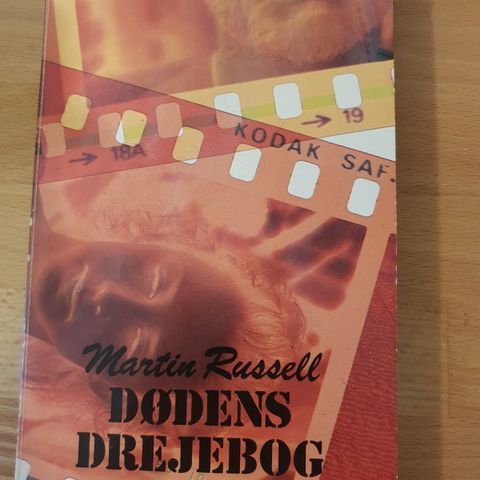 → 19
KODAK SAF.
→ 18A
Martin Russell
DØDENS
DREJEBOG